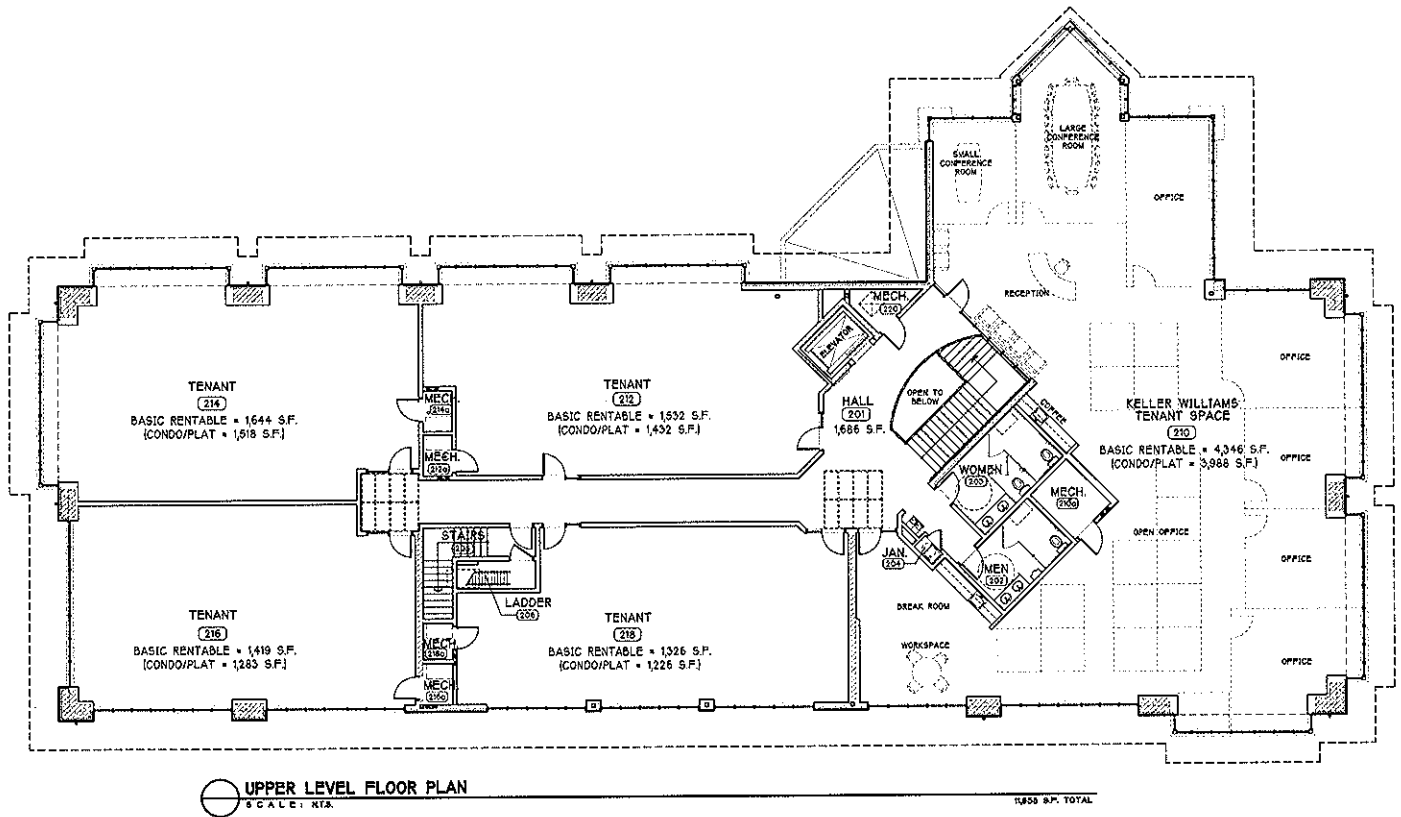 LARGE
CONFERENCE
ROOM
SMALL
CONFERENCE
ROOM
OFFICE
RECEPTION
MECH.
220
ELEVATOR
OPEN TO
BELOW
HALL
201
1,686 S.F.
COFFEE
OFFICE
TENANT
214
BASIC RENTABLE = 1,644 S.F.
(CONDO/PLAT = 1,518 S.F.)
MECH.
214a
MECH.
212a
TENANT
212
BASIC RENTABLE = 1,532 S.F.
(CONDO/PLAT = 1,432 S.F.)
KELLER WILLIAMS
TENANT SPACE
210
BASIC RENTABLE = 4,346 S.F.
(CONDO/PLAT = 3,988 S.F.)
OFFICE
WOMEN
MECH.
210a
OPEN OFFICE
OFFICE
STAIRS
JAN.
204
MEN
202
LADDER
206
BREAK ROOM
WORKSPACE
OFFICE
TENANT
216
BASIC RENTABLE = 1,419 S.F.
(CONDO/PLAT = 1,283 S.F.)
MECH.
218a
MECH.
216a
TENANT
218
BASIC RENTABLE = 1,326 S.F.
(CONDO/PLAT = 1,226 S.F.)
UPPER LEVEL FLOOR PLAN
SCALE: N.T.S.
S.F. TOTAL